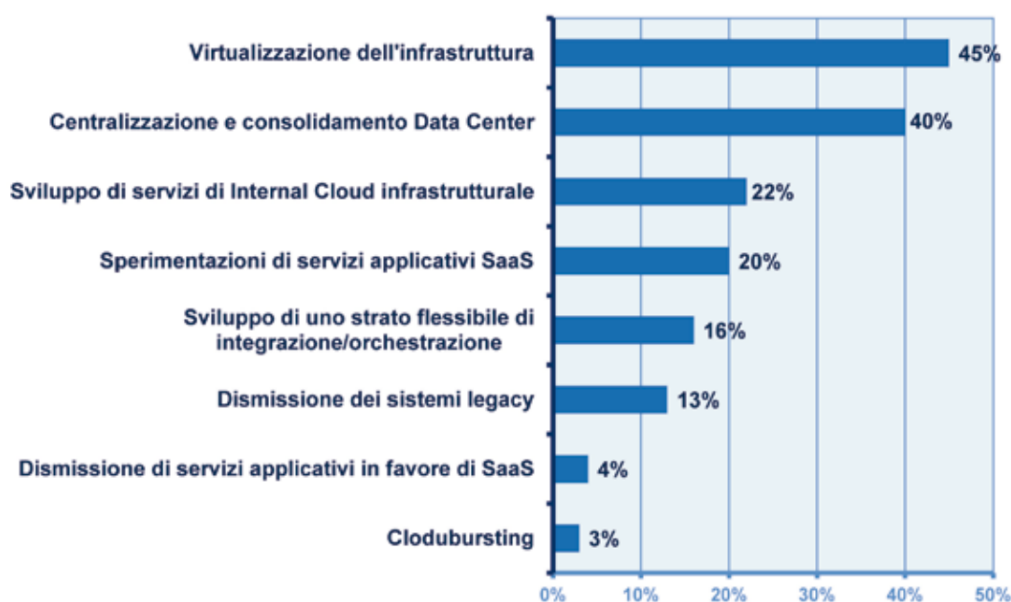 Virtualizzazione dell'infrastruttura 45%
Centralizzazione e consolidamento Data Center 40%
Sviluppo di servizi di Internal Cloud infrastrutturale 22%
Sperimentazioni di servizi applicativi SaaS 20%
Sviluppo di uno strato flessibile di
integrazione/orchestrazione 16%
Dismissione dei sistemi legacy 13%
Dismissione di servizi applicativi in favore di SaaS 4%
Clodubursting 3%
0% 10% 20% 30% 40% 50%